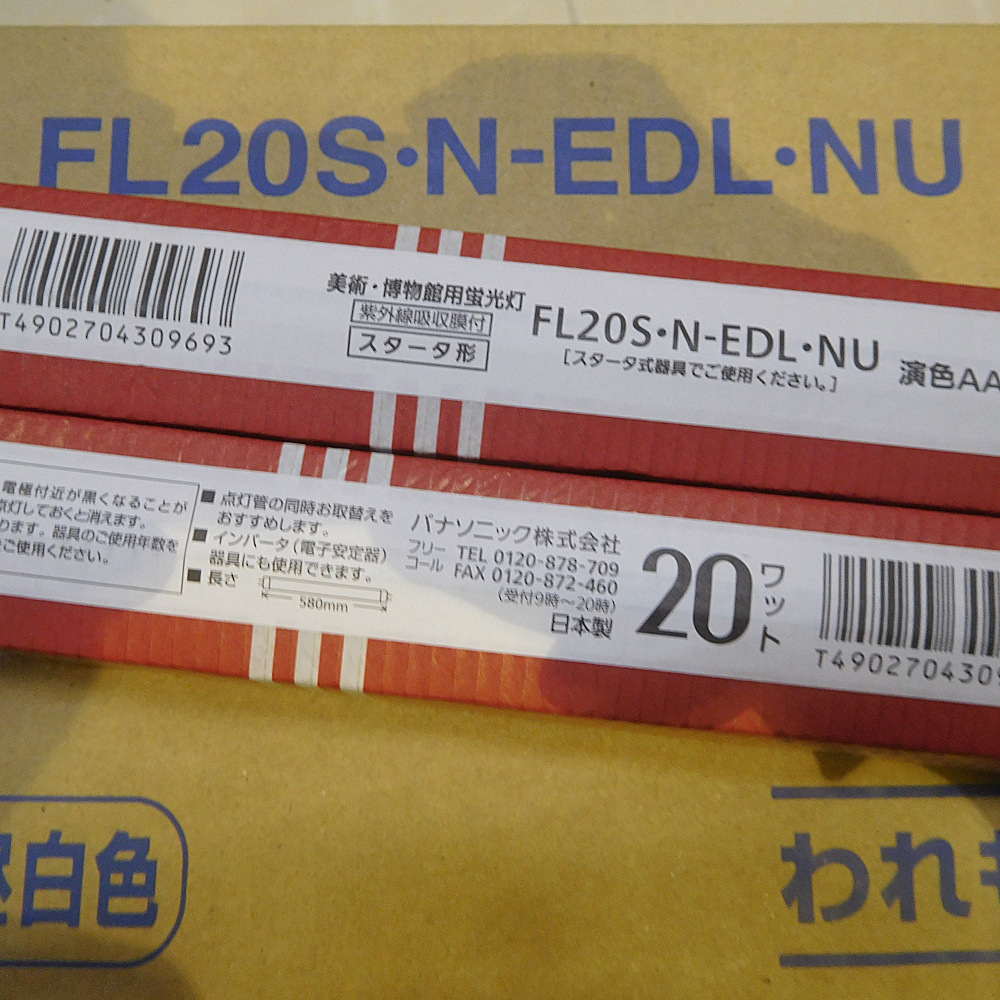 FL20S・N-EDL・NU
T4902704309693
美術・博物館用蛍光灯
紫外線吸収膜付
スタータ形
FL20S・N-EDL・NU
[スタータ式器具でご使用ください。]
演色AA
電極付近が黒くなることが
点灯しておくと消えます。
ります。器具のご使用年数を
ご使用ください。
■ 点灯管の同時お取替えを
おすすめします。
■ インバータ(電子安定器)
器具にも使用できます。
■ 長さ
580mm
パナソニック株式会社
フリーコール TEL 0120-878-709
FAX 0120-872-460
(受付9時〜20時)
日本製
20ワット
T490270430
昼白色
われも